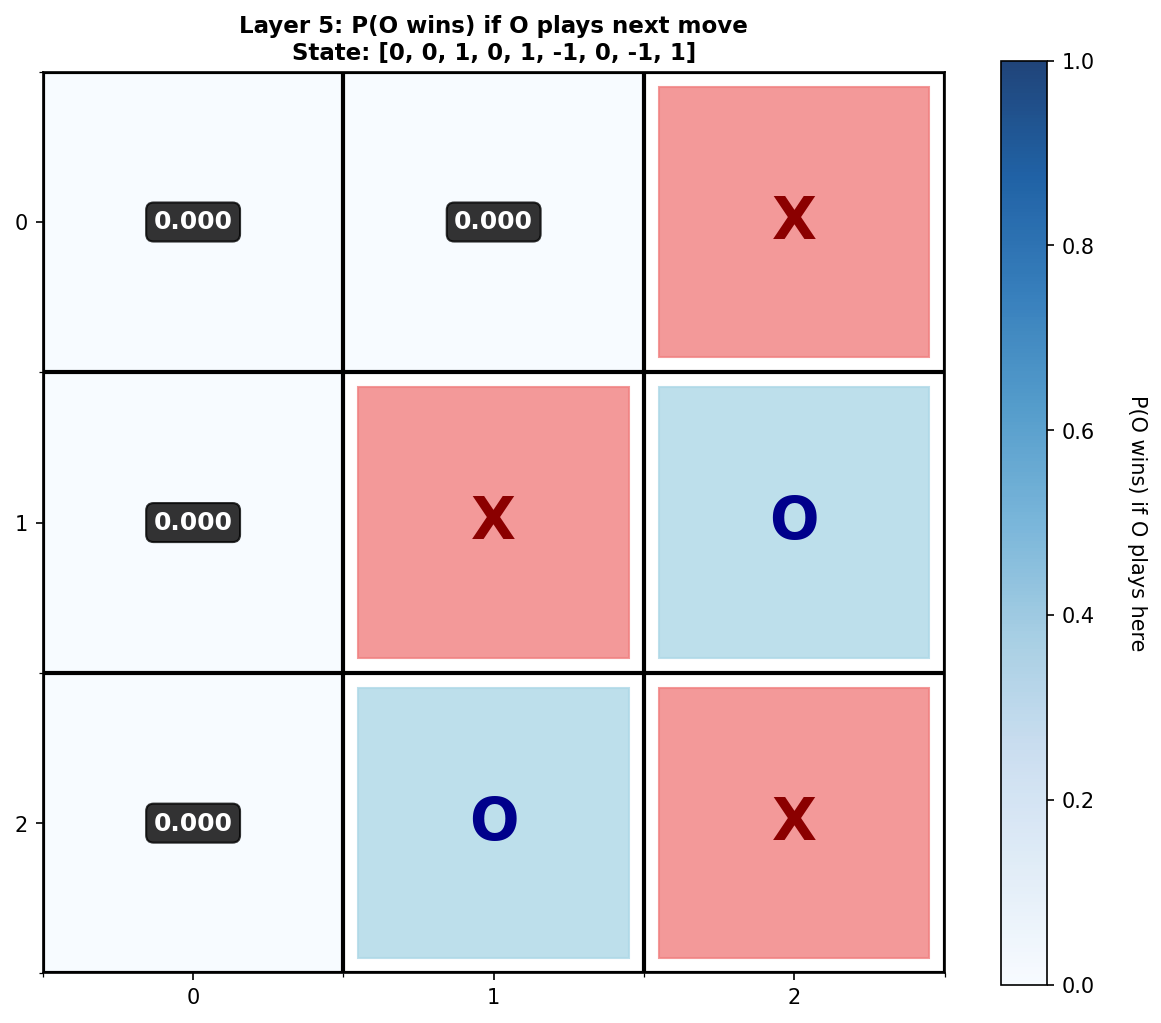 Layer 5: P(O wins) if O plays next move
State: [0, 0, 1, 0, 1, -1, 0, -1, 1]
0
0.000
0.000
X
1
0.000
X
O
2
0.000
O
X
0
1
2
1.0
0.8
0.6
0.4
0.2
0.0
P(O wins) if O plays here